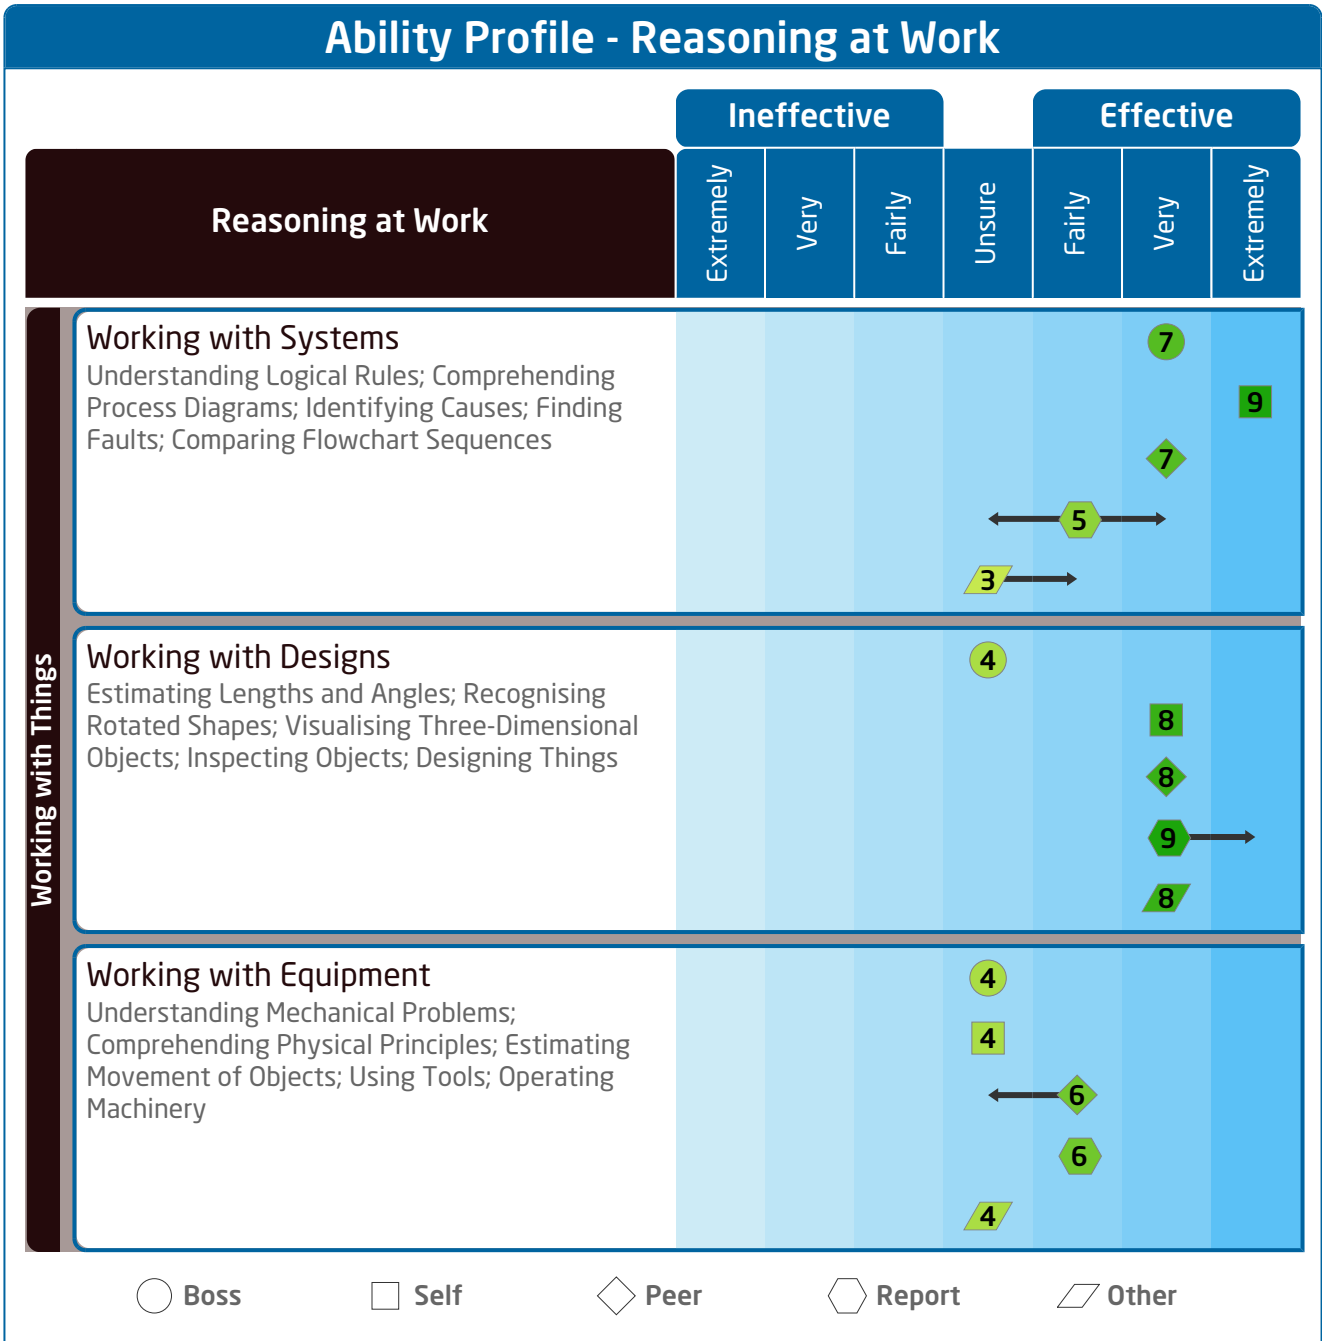 Ability Profile - Reasoning at Work
Ineffective
Effective
Reasoning at Work
Extremely
Very
Fairly
Unsure
Fairly
Very
Extremely
Working with Things
Working with Systems
Understanding Logical Rules; Comprehending
Process Diagrams; Identifying Causes; Finding
Faults; Comparing Flowchart Sequences
7
9
7
5
3
Working with Designs
Estimating Lengths and Angles; Recognising
Rotated Shapes; Visualising Three-Dimensional
Objects; Inspecting Objects; Designing Things
4
8
8
9
8
Working with Equipment
Understanding Mechanical Problems;
Comprehending Physical Principles; Estimating
Movement of Objects; Using Tools; Operating
Machinery
4
4
6
6
4
Boss
Self
Peer
Report
Other